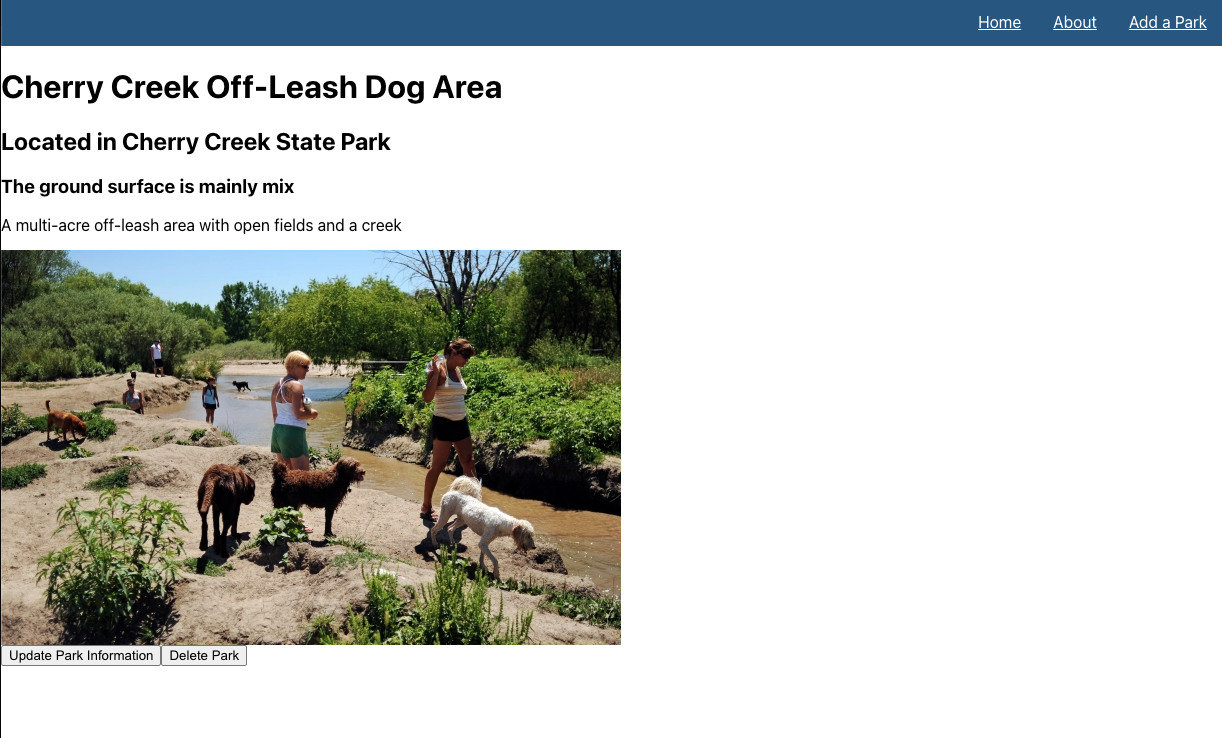 Home About Add a Park
Cherry Creek Off-Leash Dog Area
Located in Cherry Creek State Park
The ground surface is mainly mix
A multi-acre off-leash area with open fields and a creek
Update Park Information Delete Park